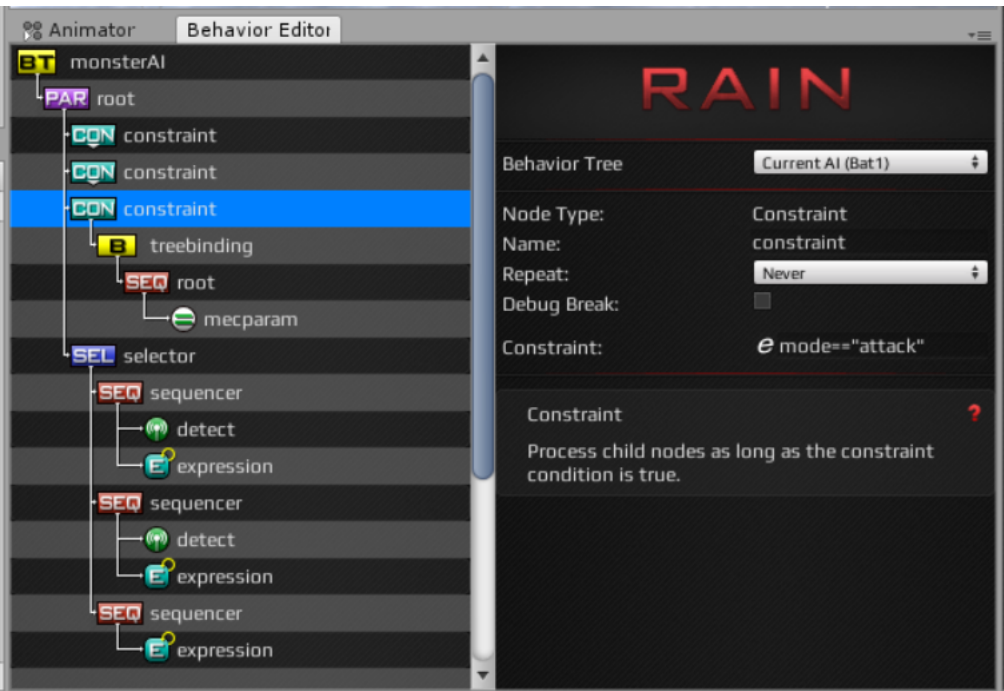 Animator
Behavior Editor
BT monsterAI
PAR root
CON constraint
CON constraint
CON constraint
B treebinding
SEQ root
mecparam
SEL selector
SEQ sequencer
detect
E expression
SEQ sequencer
detect
E expression
SEQ sequencer
E expression
RAIN
Behavior Tree Current AI (Bat1)
Node Type: Constraint
Name: constraint
Repeat: Never
Debug Break:
Constraint: e mode=="attack"
Constraint ?
Process child nodes as long as the constraint
condition is true.